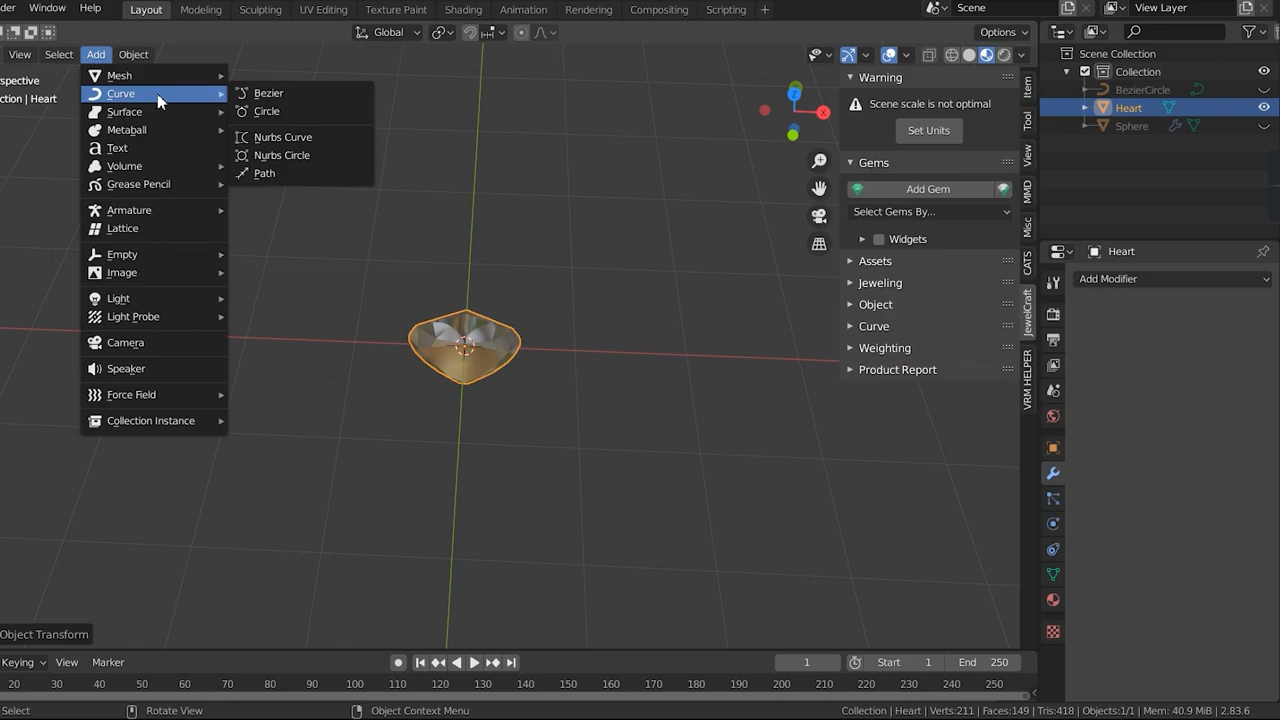 der Window Help Layout Modeling Sculpting UV Editing Texture Paint Shading Animation Rendering Compositing Scripting + Scene View Layer
Global Options
View Select Add Object
Scene Collection
spective
ction | Heart
Mesh
Curve
Surface
Metaball
Text
Volume
Grease Pencil
Armature
Lattice
Empty
Image
Light
Light Probe
Camera
Speaker
Force Field
Collection Instance
Bezier
Circle
Nurbs Curve
Nurbs Circle
Path
Z
X
Warning
Scene scale is not optimal
Set Units
Gems
Add Gem
Select Gems By...
Widgets
Assets
Jeweling
Object
Curve
Weighting
Product Report
Item
Tool
View
MMD
Misc
CATS
JewelCraft
VRM HELPER
Collection
BezierCircle
Heart
Sphere
Heart
Add Modifier
Object Transform
Keying View Marker 1 Start 1 End 250
20 30 40 50 60 70 80 90 100 110 120 130 140 150 160 170 180 190 200 210 220 230 240 250
Select Rotate View Object Context Menu Collection | Heart | Verts:211 | Faces:149 | Tris:418 | Objects:1/1 | Mem: 40.9 MiB | 2.83.6